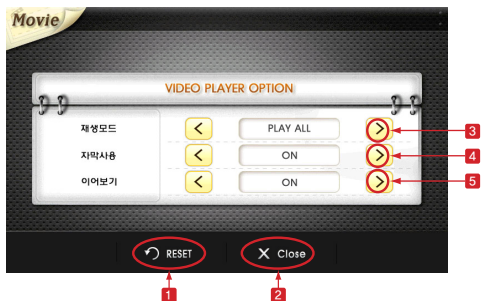 Movie
VIDEO PLAYER OPTION
재생모드 < PLAY ALL > 3
자막사용 < ON > 4
이어보기 < ON > 5
RESET X Close
1 2